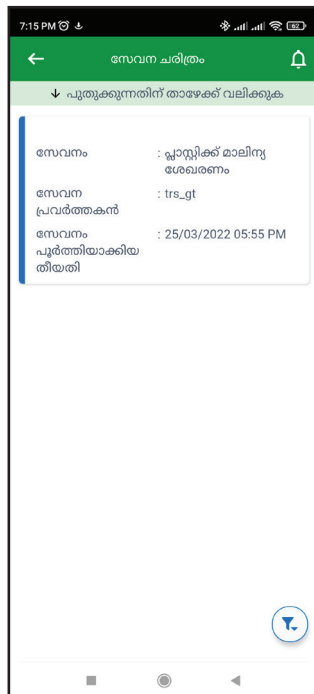 7:15 PM
62
സേവന ചരിത്രം
↓ പുതുക്കുന്നതിന് താഴേക്ക് വലിക്കുക
സേവനം : പ്ലാസ്റ്റിക്ക് മാലിന്യ
ശേഖരണം
സേവന : trs_gt
പ്രവർത്തകൻ
സേവനം : 25/03/2022 05:55 PM
പൂർത്തിയാക്കിയ
തീയതി